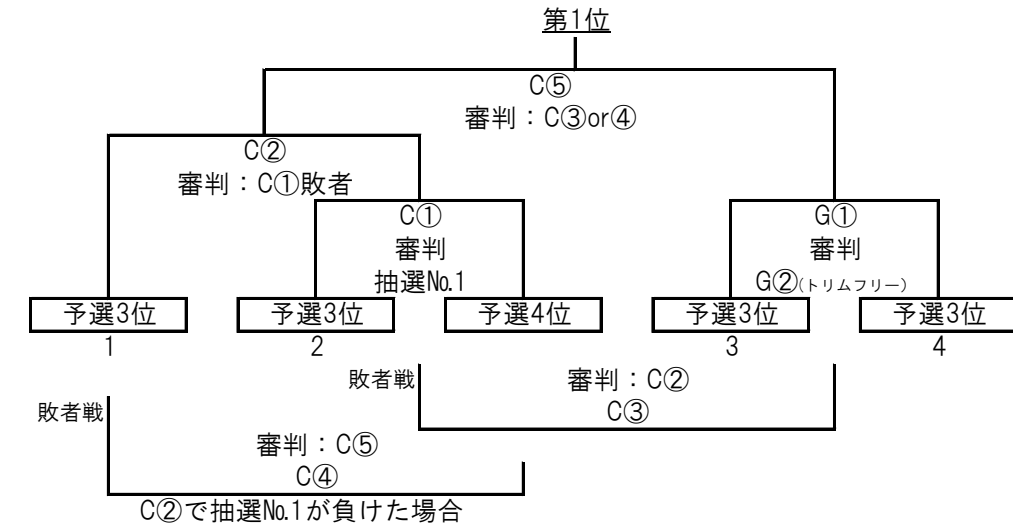 第1位
C⑤
審判：C③or④
C②
審判：C①敗者
C①
審判
抽選№1
G①
審判
G②(トリムフリー)
予選3位
予選3位
予選4位
予選3位
予選3位
1
2
3
4
敗者戦
審判：C②
C③
敗者戦
審判：C⑤
C④
C②で抽選№1が負けた場合